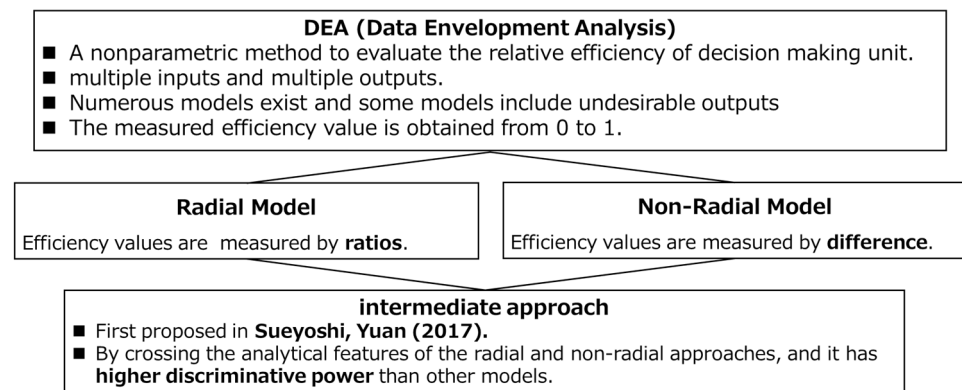 DEA (Data Envelopment Analysis)
■ A nonparametric method to evaluate the relative efficiency of decision making unit.
■ multiple inputs and multiple outputs.
■ Numerous models exist and some models include undesirable outputs
■ The measured efficiency value is obtained from 0 to 1.
Radial Model
Efficiency values are measured by ratios.
Non-Radial Model
Efficiency values are measured by difference.
intermediate approach
■ First proposed in Sueyoshi, Yuan (2017).
■ By crossing the analytical features of the radial and non-radial approaches, and it has
higher discriminative power than other models.